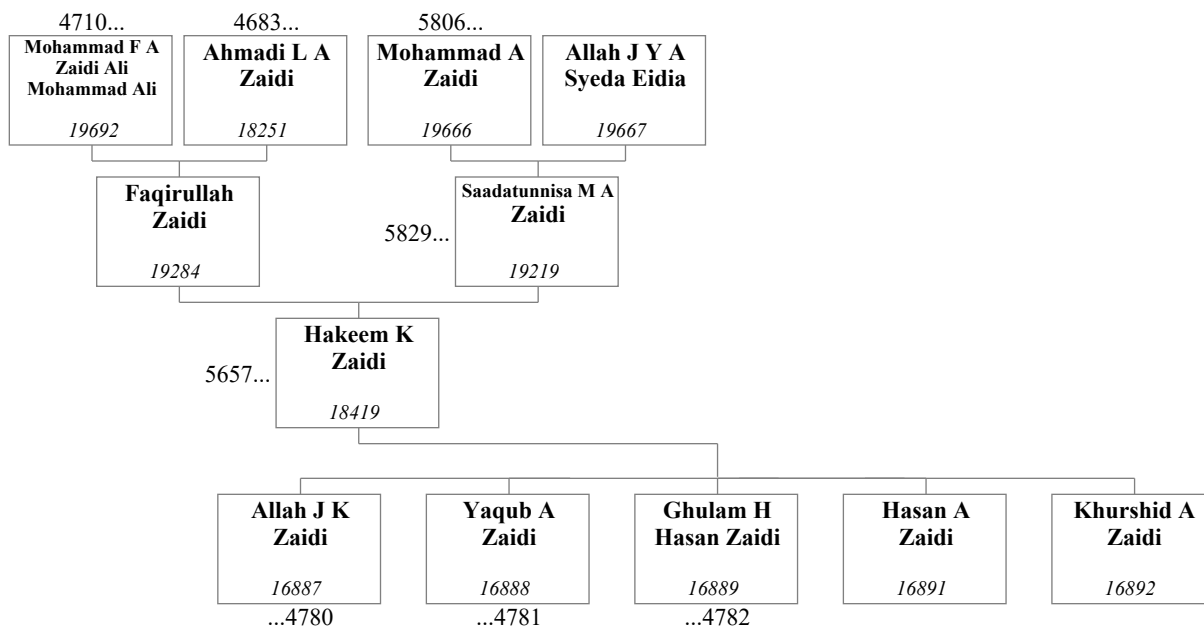 4710...
4683...
5806...
Mohammad F A
Zaidi Ali
Mohammad Ali
19692
Ahmadi L A
Zaidi
18251
Mohammad A
Zaidi
19666
Allah J Y A
Syeda Eidia
19667
Faqirullah
Zaidi
19284
5829...
Saadatunnisa M A
Zaidi
19219
5657...
Hakeem K
Zaidi
18419
Allah J K
Zaidi
16887
...4780
Yaqub A
Zaidi
16888
...4781
Ghulam H
Hasan Zaidi
16889
...4782
Hasan A
Zaidi
16891
Khurshid A
Zaidi
16892